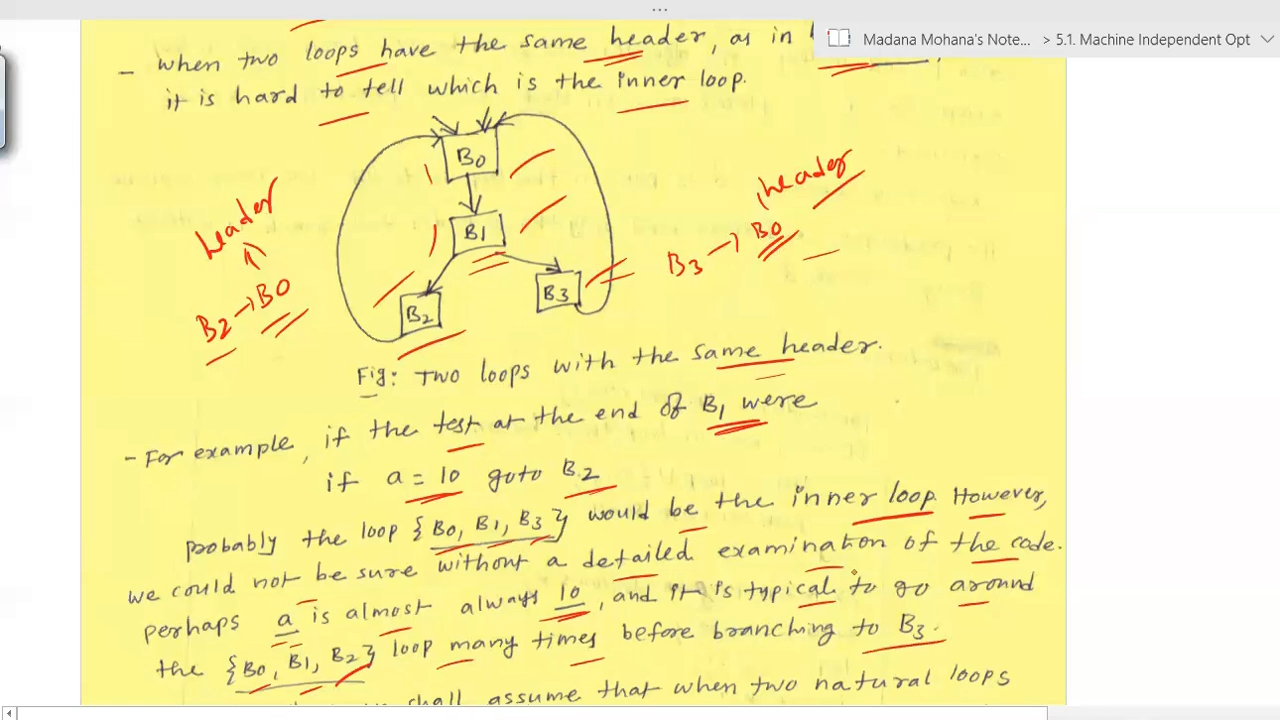 Madana Mohana's Note... > 5.1. Machine Independent Opt
- when two loops have the same header, as in
it is hard to tell which is the inner loop.
B0
header
header
B1
B3 → B0
B2 → B0
B3
B2
Fig: Two loops with the same header.
- For example, if the test at the end of B1 were
if a = 10 goto B2
probably the loop {B0, B1, B3} would be the inner loop. However,
we could not be sure without a detailed examination of the code.
perhaps a is almost always 10, and it is typical to go around
the {B0, B1, B2} loop many times before branching to B3.
shall assume that when two natural loops